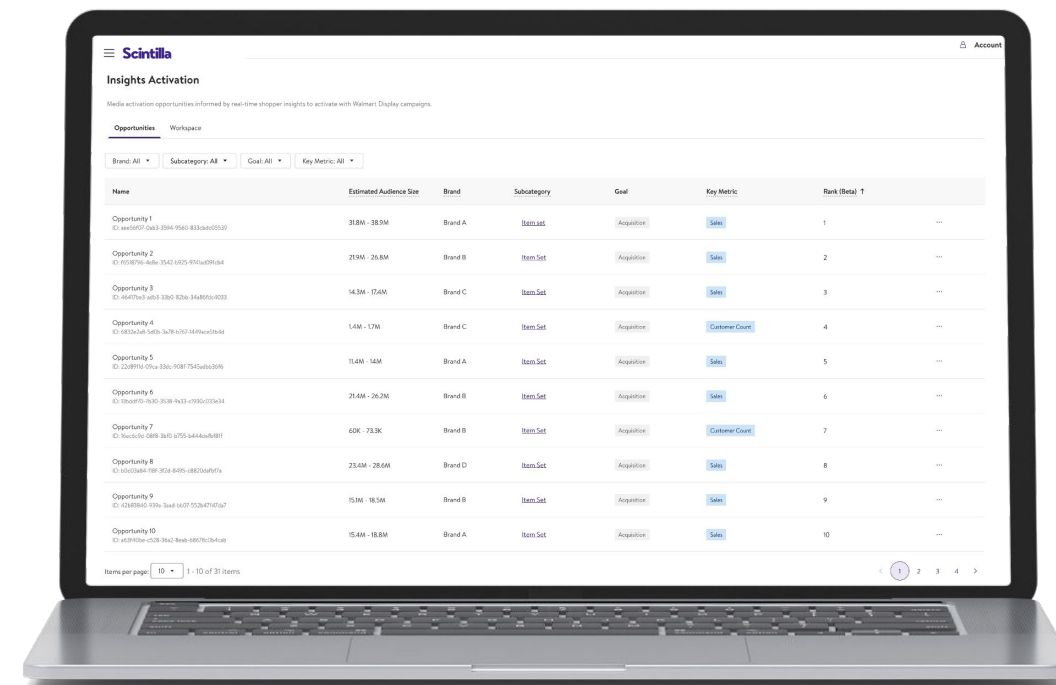 Scintilla
Account
Insights Activation
Media activation opportunities informed by real-time shopper insights to activate with Walmart Display campaigns.
Opportunities Workspace
Brand: All Subcategory: All Goal: All Key Metric: All
Name Estimated Audience Size Brand Subcategory Goal Key Metric Rank (Beta) ↑
Opportunity 1 31.8M - 38.9M Brand A Item set Acquisition Sales 1 ...
Opportunity 2 21.9M - 26.8M Brand B Item Set Acquisition Sales 2 ...
Opportunity 3 14.3M - 17.4M Brand C Item Set Acquisition Sales 3 ...
Opportunity 4 1.4M - 1.7M Brand C Item Set Acquisition Customer Count 4 ...
Opportunity 5 11.4M - 14M Brand A Item Set Acquisition Sales 5 ...
Opportunity 6 21.4M - 26.2M Brand B Item Set Acquisition Sales 6 ...
Opportunity 7 60K - 73.3K Brand B Item Set Acquisition Customer Count 7 ...
Opportunity 8 23.4M - 28.6M Brand D Item Set Acquisition Sales 8 ...
Opportunity 9 15.1M - 18.5M Brand B Item Set Acquisition Sales 9 ...
Opportunity 10 15.4M - 18.8M Brand A Item Set Acquisition Sales 10 ...
Items per page: 10 1 - 10 of 31 items < 1 2 3 4 >